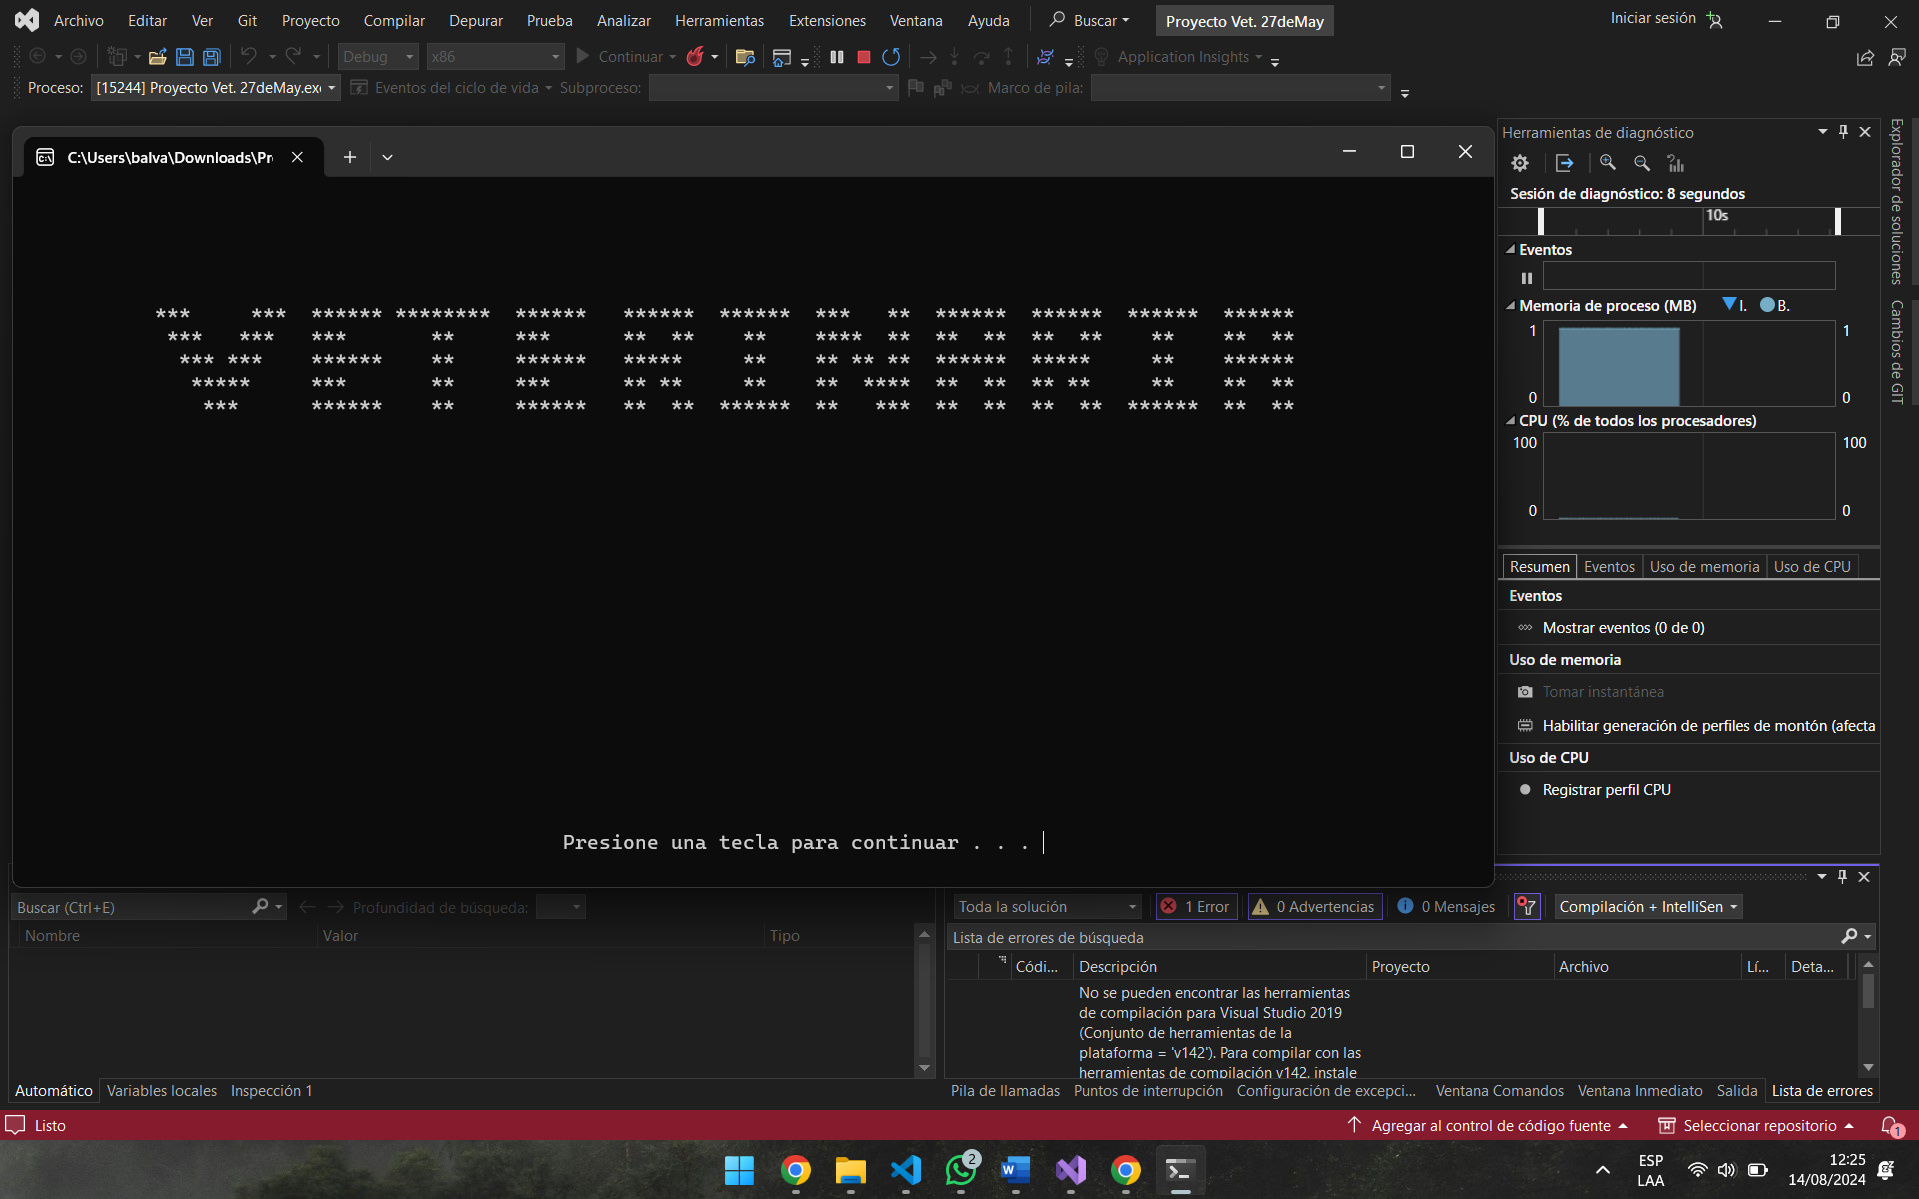 Archivo Editar Ver Git Proyecto Compilar Depurar Prueba Analizar Herramientas Extensiones Ventana Ayuda Buscar Proyecto Vet. 27deMay Iniciar sesión
Debug x86 Continuar Application Insights
Proceso: [15244] Proyecto Vet. 27deMay.exe Eventos del ciclo de vida Subproceso: Marco de pila:
C:\Users\balva\Downloads\Pr
VETERINARIA
Presione una tecla para continuar . . .
Herramientas de diagnóstico
Sesión de diagnóstico: 8 segundos
10s
Eventos
Memoria de proceso (MB) I. B.
1 1
0 0
CPU (% de todos los procesadores)
100 100
0 0
Resumen Eventos Uso de memoria Uso de CPU
Eventos
Mostrar eventos (0 de 0)
Uso de memoria
Tomar instantánea
Habilitar generación de perfiles de montón (afecta
Uso de CPU
Registrar perfil CPU
Explorador de soluciones
Cambios de GIT
Buscar (Ctrl+E) Profundidad de búsqueda:
Nombre Valor Tipo
Automático Variables locales Inspección 1
Toda la solución 1 Error 0 Advertencias 0 Mensajes Compilación + IntelliSen
Lista de errores de búsqueda
Códi... Descripción Proyecto Archivo Lí... Deta...
No se pueden encontrar las herramientas
de compilación para Visual Studio 2019
(Conjunto de herramientas de la
plataforma = 'v142'). Para compilar con las
herramientas de compilación v142, instale
Pila de llamadas Puntos de interrupción Configuración de excepci... Ventana Comandos Ventana Inmediato Salida Lista de errores
Listo Agregar al control de código fuente Seleccionar repositorio 1
2
ESP
LAA
12:25
14/08/2024